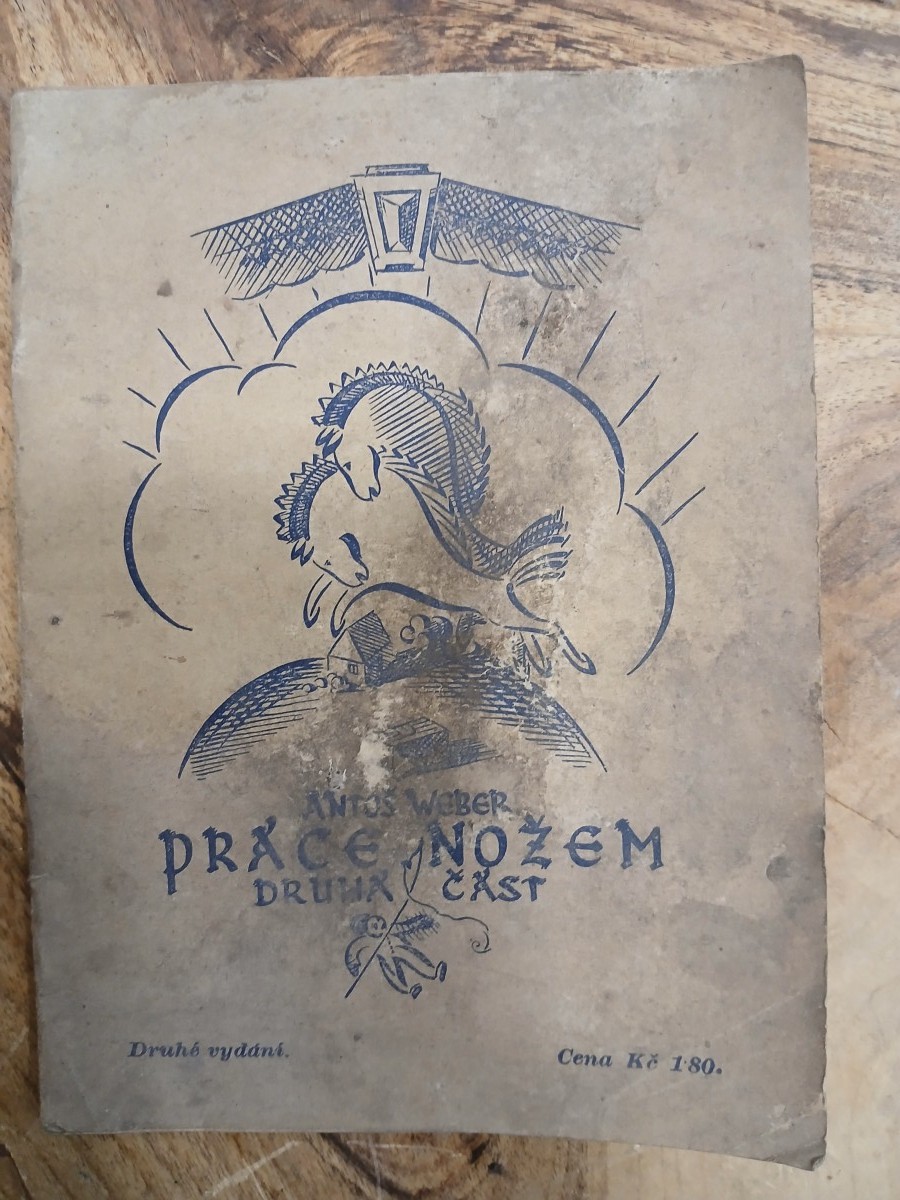 ANTOŠ WEBER
PRÁCE NOŽEM
DRUHÁ ČÁST
Druhé vydání.
Cena Kč 1·80.